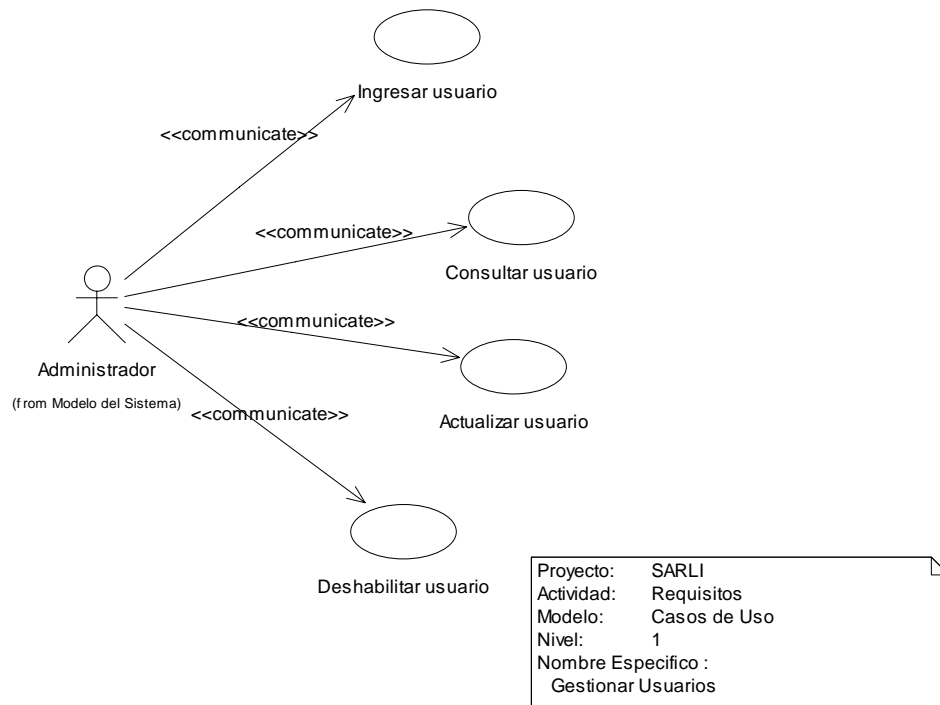 Ingresar usuario
<<communicate>>
<<communicate>>
Consultar usuario
<<communicate>>
Administrador
(from Modelo del Sistema)
<<communicate>>
Actualizar usuario
Deshabilitar usuario
Proyecto: SARLI
Actividad: Requisitos
Modelo: Casos de Uso
Nivel: 1
Nombre Especifico :
Gestionar Usuarios